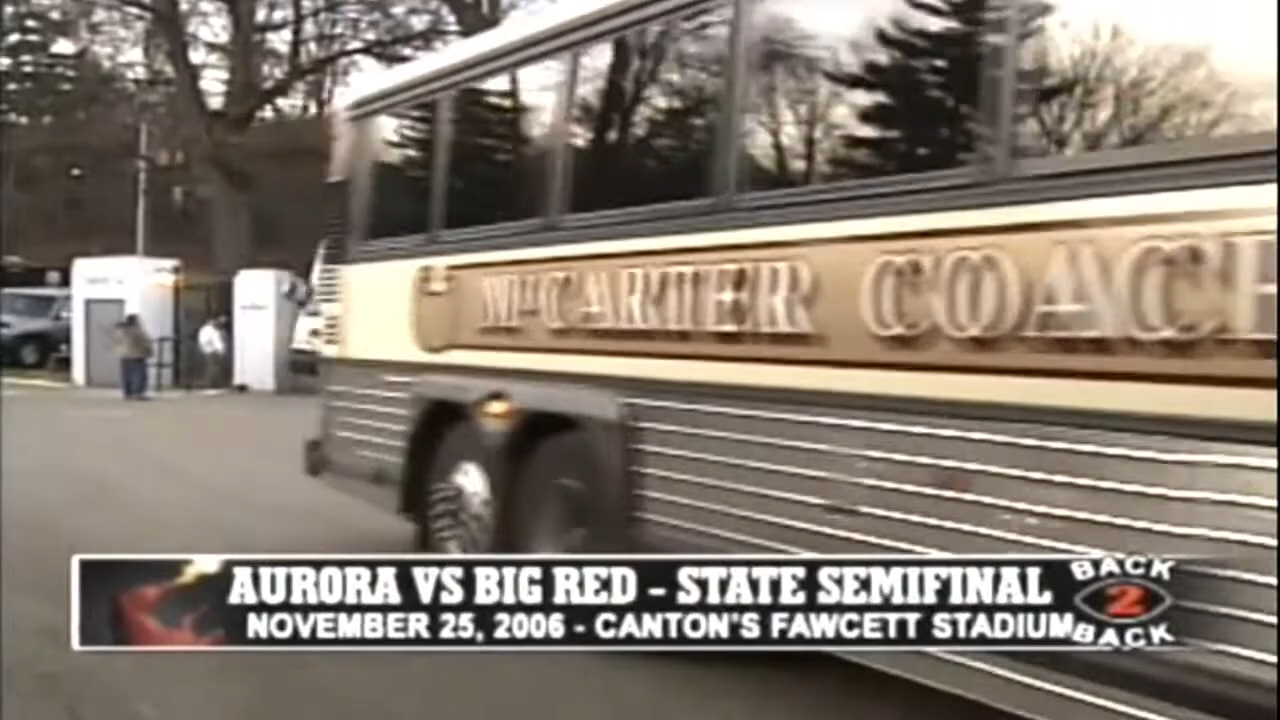 McCARTER COACH
AURORA VS BIG RED - STATE SEMIFINAL
NOVEMBER 25, 2006 - CANTON'S FAWCETT STADIUM
BACK
2
BACK